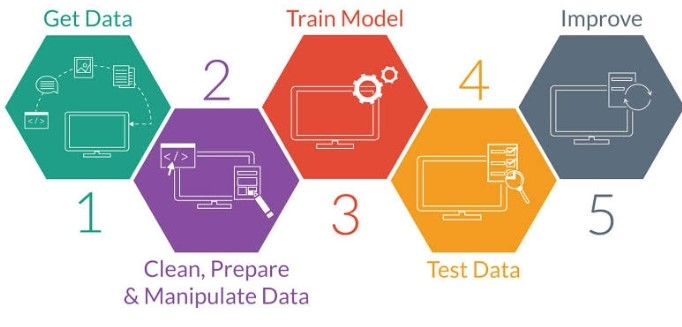 Get Data
1
2
Clean, Prepare
& Manipulate Data
Train Model
3
4
Test Data
Improve
5
</>
</>